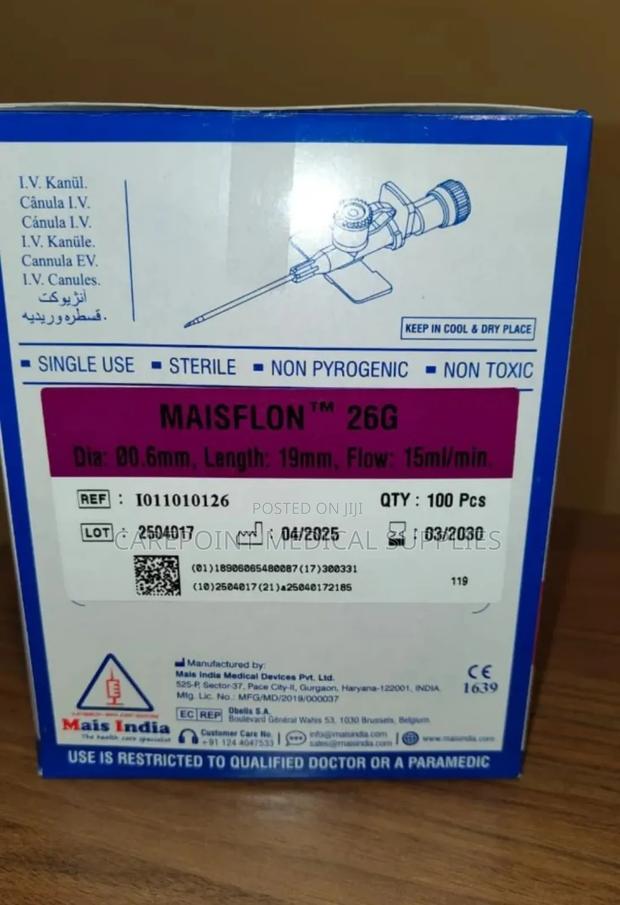 I.V. Kanül.
Cânula I.V.
Cánula I.V.
I.V. Kanüle.
Cannula EV.
I.V. Canules.
آنژیوکت
قسطره وریدیه.
KEEP IN COOL & DRY PLACE
SINGLE USE STERILE NON PYROGENIC NON TOXIC
MAISFLON™ 26G
Dia: Ø0.6mm, Length: 19mm, Flow: 15ml/min.
REF : I011010126 QTY : 100 Pcs
POSTED ON JIJI
LOT : 2504017 : 04/2025 : 03/2030
CAREPOINT MEDICAL SUPPLIES
(01)18906065480087(17)300331
(10)2504017(21)a25040172185
119
Manufactured by:
Mais India Medical Devices Pvt. Ltd.
525-P, Sector-37, Pace City-II, Gurgaon, Haryana-122001, INDIA.
Mfg. Lic. No.: MFG/MD/2019/000037
CE
1639
EC REP Obelis S.A.
Boulevard Général Wahis 53, 1030 Brussels, Belgium.
Mais India
The health care specialist
Customer Care No.
+91 124 4047533
info@maisindia.com
sales@maisindia.com
www.maisindia.com
USE IS RESTRICTED TO QUALIFIED DOCTOR OR A PARAMEDIC